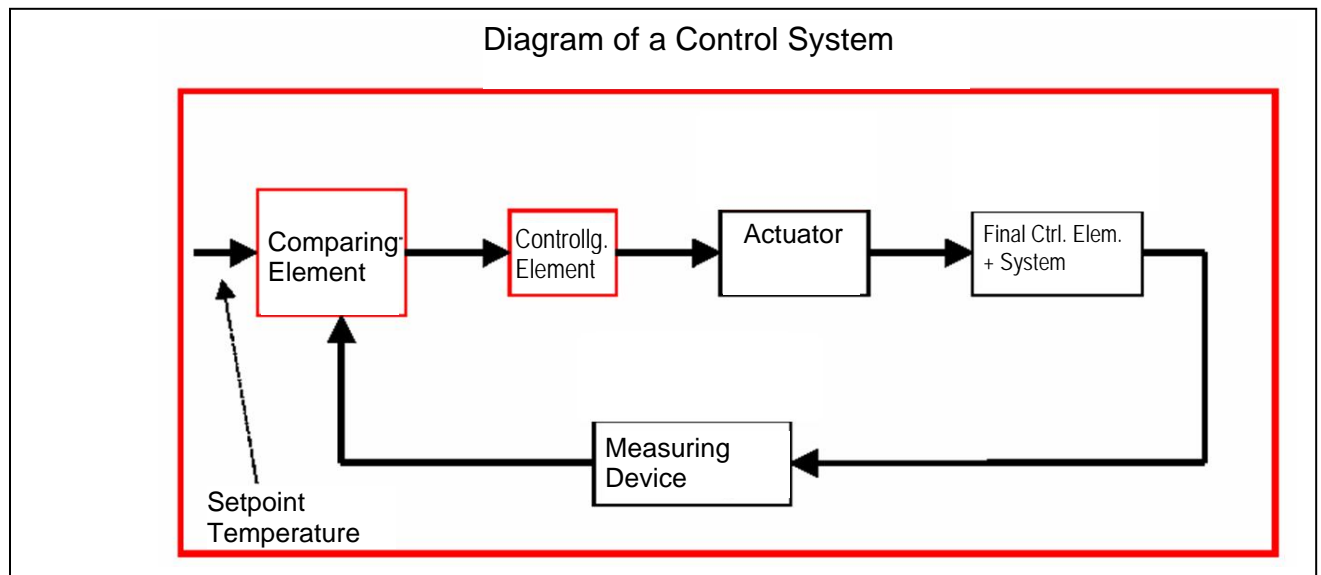 Diagram of a Control System
Comparing
Element
Controllg.
Element
Actuator
Final Ctrl. Elem.
+ System
Measuring
Device
Setpoint
Temperature